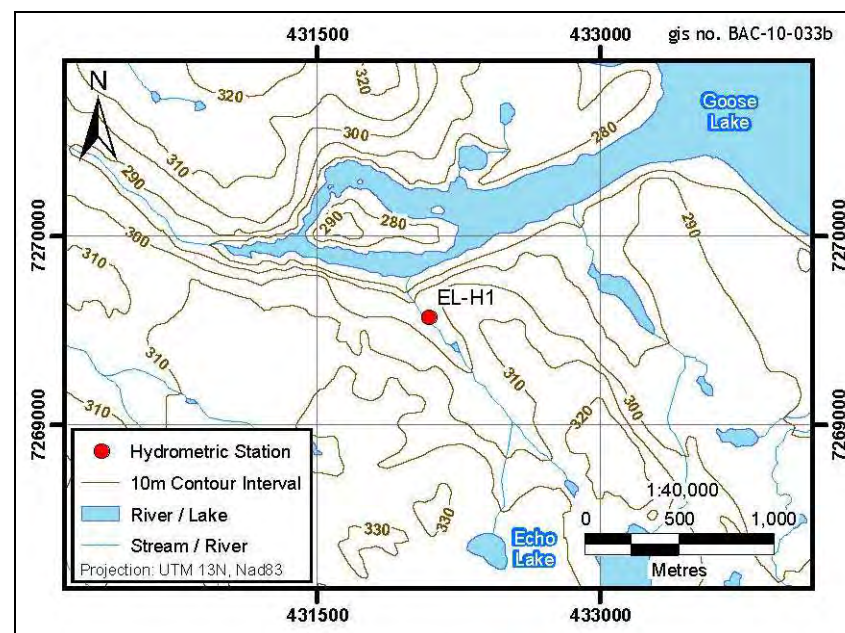 431500
433000
gis no. BAC-10-033b
N
320
320
Goose
Lake
300
280
310
290
290
280
290
7270000
7270000
300
310
EL-H1
310
310
300
320
310
7269000
7269000
Hydrometric Station
10m Contour Interval
River / Lake
Stream / River
Projection: UTM 13N, Nad83
330
330
Echo
Lake
1:40,000
0 500 1,000
Metres
431500
433000